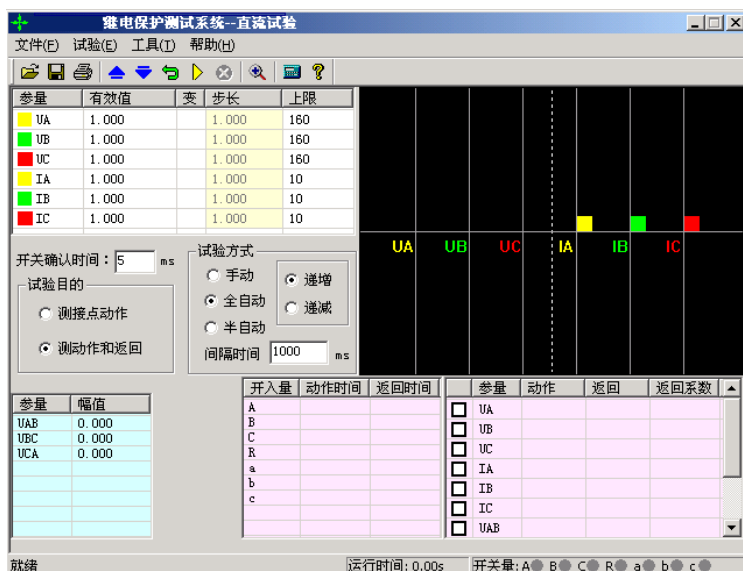 继电保护测试系统--直流试验
文件(F) 试验(E) 工具(T) 帮助(H)
参量 有效值 变 步长 上限
UA 1.000 1.000 160
UB 1.000 1.000 160
UC 1.000 1.000 160
IA 1.000 1.000 10
IB 1.000 1.000 10
IC 1.000 1.000 10
UA UB UC IA IB IC
开关确认时间：5 ms
试验目的
测接点动作
测动作和返回
试验方式
手动
全自动
半自动
递增
递减
间隔时间 1000 ms
参量 幅值
UAB 0.000
UBC 0.000
UCA 0.000
开入量 动作时间 返回时间
A
B
C
R
a
b
c
参量 动作 返回 返回系数
UA
UB
UC
IA
IB
IC
UAB
就绪 运行时间: 0.00s 开关量: A B C R a b c